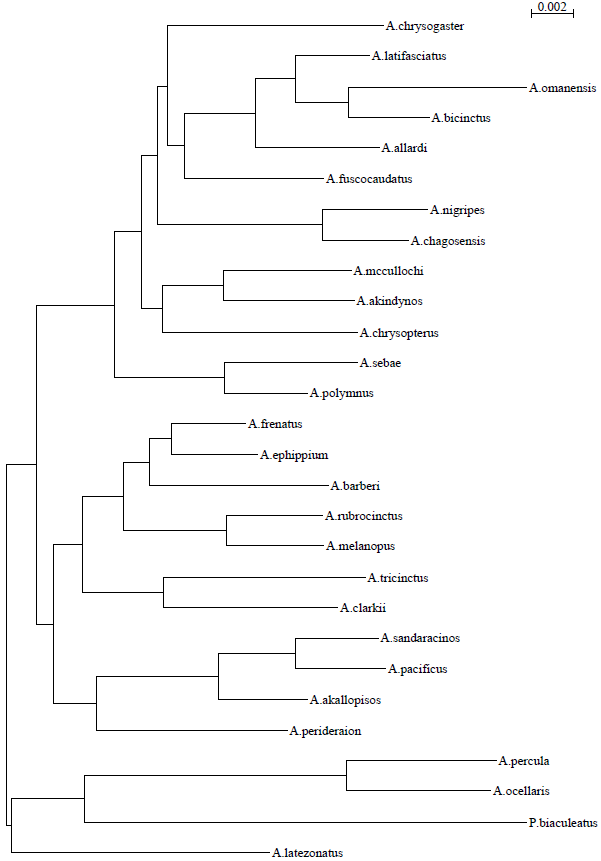 0.002
A.chrysogaster
A.latifasciatus
A.omanensis
A.bicinctus
A.allardi
A.fuscocaudatus
A.nigripes
A.chagosensis
A.mccullochi
A.akindynos
A.chrysopterus
A.sebae
A.polymnus
A.frenatus
A.ephippium
A.barberi
A.rubrocinctus
A.melanopus
A.tricinctus
A.clarkii
A.sandaracinos
A.pacificus
A.akallopisos
A.perideraion
A.percula
A.ocellaris
P.biaculeatus
A.latezonatus